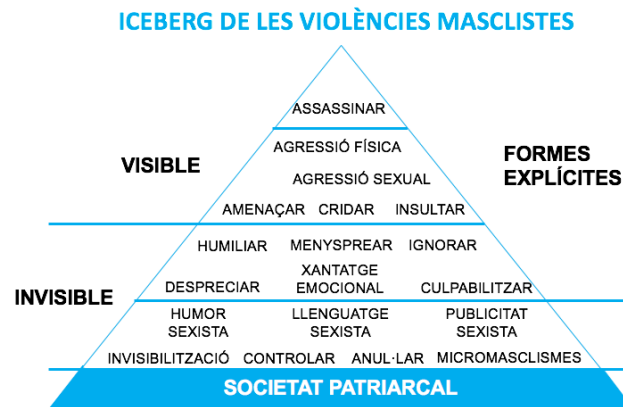 ICEBERG DE LES VIOLÈNCIES MASCLISTES
ASSASSINAR
AGRESSIÓ FÍSICA
VISIBLE
FORMES
EXPLÍCITES
AGRESSIÓ SEXUAL
AMENAÇAR CRIDAR INSULTAR
HUMILIAR MENYSPREAR IGNORAR
INVISIBLE
DESPRECIAR
XANTATGE
EMOCIONAL
CULPABILITZAR
HUMOR
SEXISTA
LLENGUATGE
SEXISTA
PUBLICITAT
SEXISTA
INVISIBILITZACIÓ CONTROLAR ANUL·LAR MICROMASCLISMES
SOCIETAT PATRIARCAL